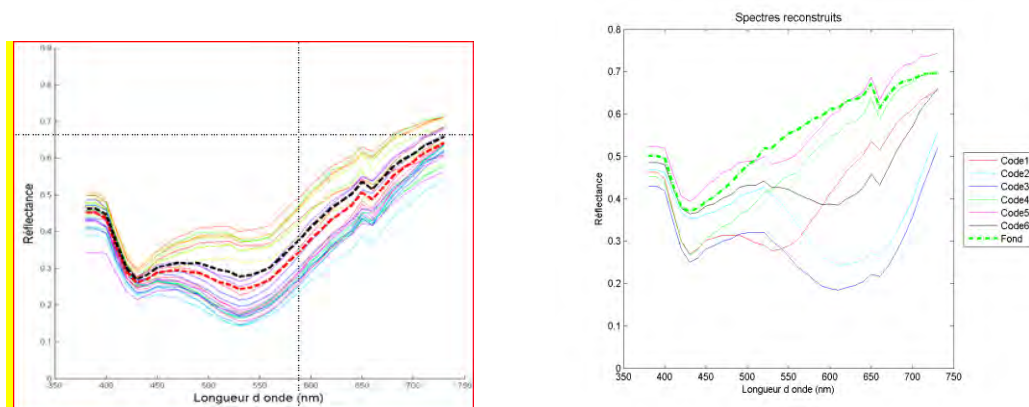 0.9
0.8
0.7
0.6
0.5
0.4
0.3
0.2
0.1
0
350 400 450 500 550 600 650 700 750
Réflectance
Longueur d onde (nm)
Spectres reconstruits
0.8
0.7
0.6
0.5
0.4
0.3
0.2
0.1
0
350 400 450 500 550 600 650 700 750
Réflectance
Longueur d onde (nm)
Code1
Code2
Code3
Code4
Code5
Code6
Fond